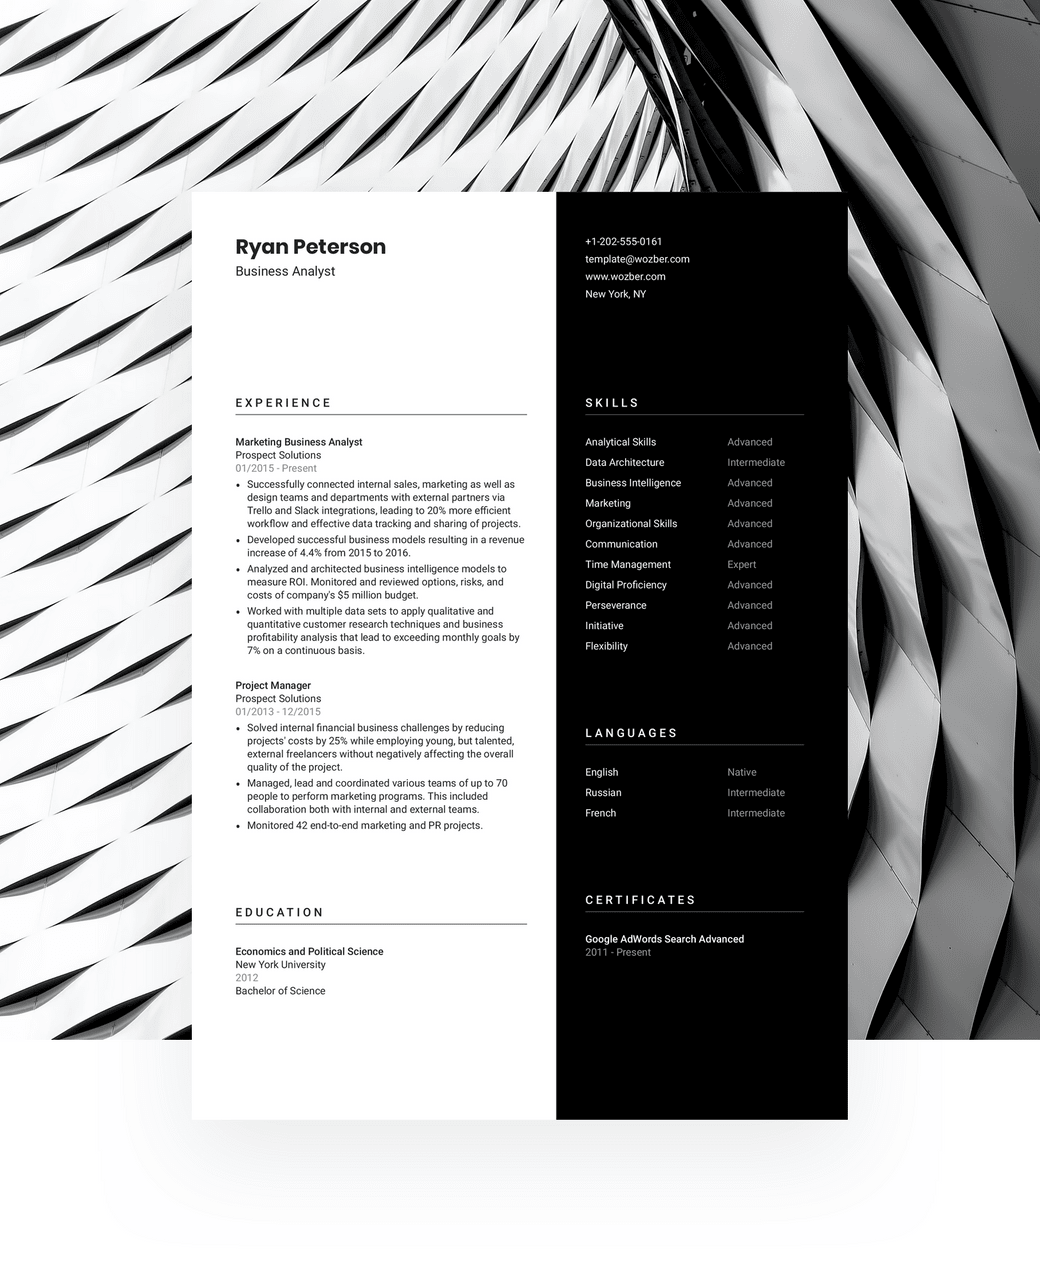 Ryan Peterson
Business Analyst
+1-202-555-0161
template@wozber.com
www.wozber.com
New York, NY
EXPERIENCE
Marketing Business Analyst
Prospect Solutions
01/2015 - Present
• Successfully connected internal sales, marketing as well as
design teams and departments with external partners via
Trello and Slack integrations, leading to 20% more efficient
workflow and effective data tracking and sharing of projects.
• Developed successful business models resulting in a revenue
increase of 4.4% from 2015 to 2016.
• Analyzed and architected business intelligence models to
measure ROI. Monitored and reviewed options, risks, and
costs of company's $5 million budget.
• Worked with multiple data sets to apply qualitative and
quantitative customer research techniques and business
profitability analysis that lead to exceeding monthly goals by
7% on a continuous basis.
Project Manager
Prospect Solutions
01/2013 - 12/2015
• Solved internal financial business challenges by reducing
projects' costs by 25% while employing young, but talented,
external freelancers without negatively affecting the overall
quality of the project.
• Managed, lead and coordinated various teams of up to 70
people to perform marketing programs. This included
collaboration both with internal and external teams.
• Monitored 42 end-to-end marketing and PR projects.
EDUCATION
Economics and Political Science
New York University
2012
Bachelor of Science
SKILLS
Analytical Skills Advanced
Data Architecture Intermediate
Business Intelligence Advanced
Marketing Advanced
Organizational Skills Advanced
Communication Advanced
Time Management Expert
Digital Proficiency Advanced
Perseverance Advanced
Initiative Advanced
Flexibility Advanced
LANGUAGES
English Native
Russian Intermediate
French Intermediate
CERTIFICATES
Google AdWords Search Advanced
2011 - Present